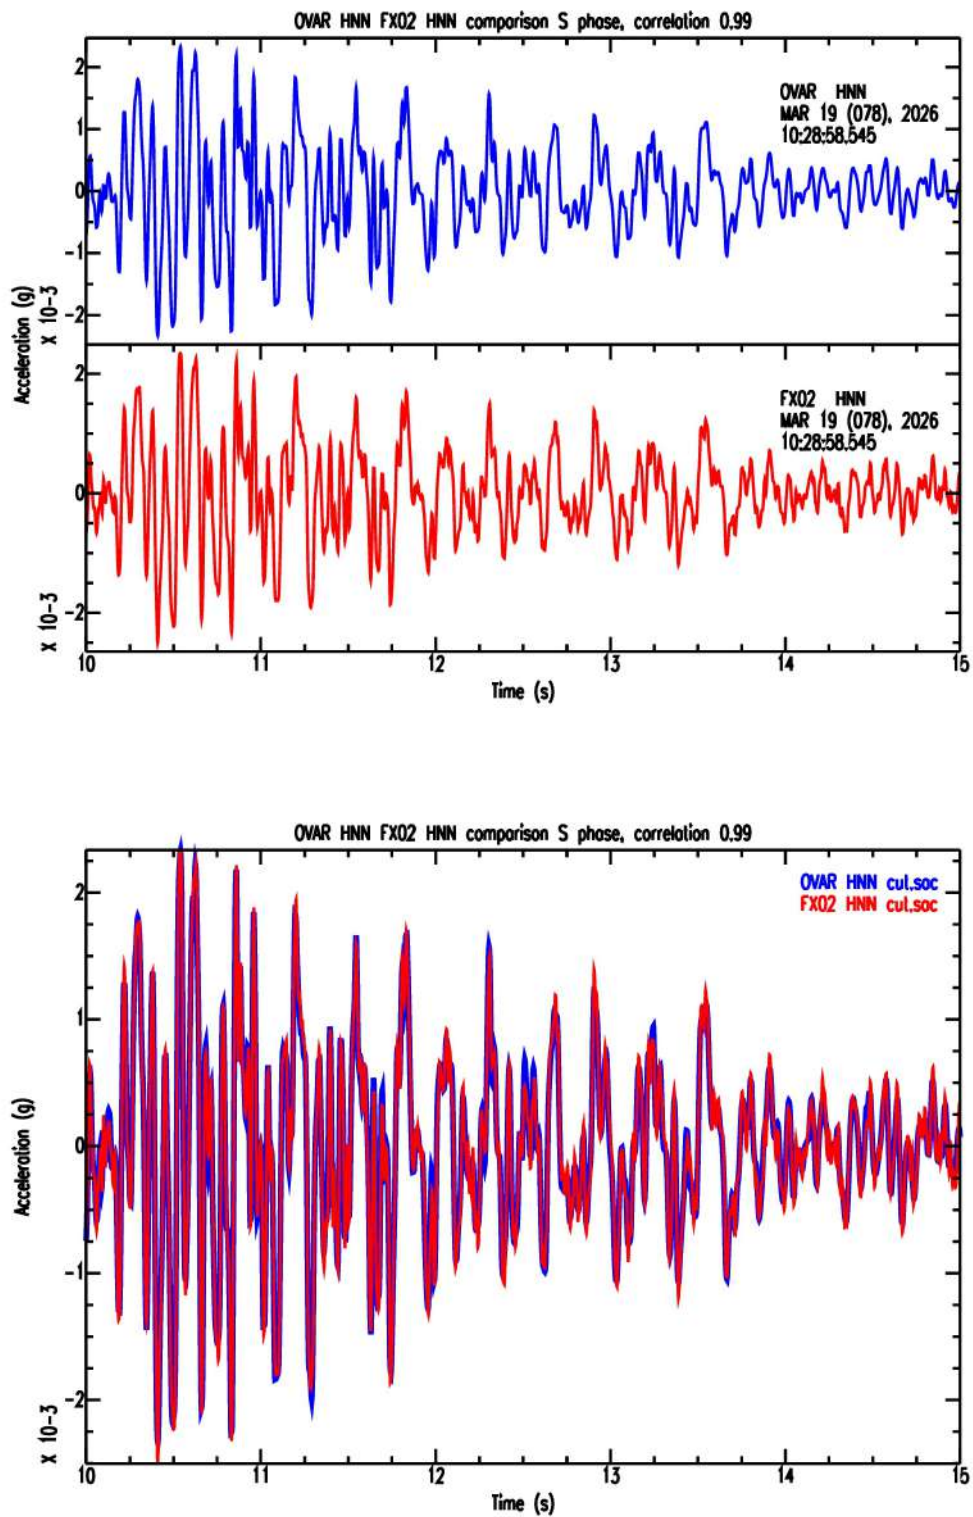 OVAR HNN FX02 HNN comparison S phase, correlation 0.99
2
1
0
-1
-2
OVAR HNN
MAR 19 (078), 2026
10:28:58.545
Acceleration (g)
X 10-3
2
1
0
-1
-2
FX02 HNN
MAR 19 (078), 2026
10:28:58.545
X 10-3
10 11 12 13 14 15
Time (s)
OVAR HNN FX02 HNN comparison S phase, correlation 0.99
2
1
0
-1
-2
OVAR HNN cul.sac
FX02 HNN cul.sac
Acceleration (g)
X 10-3
10 11 12 13 14 15
Time (s)